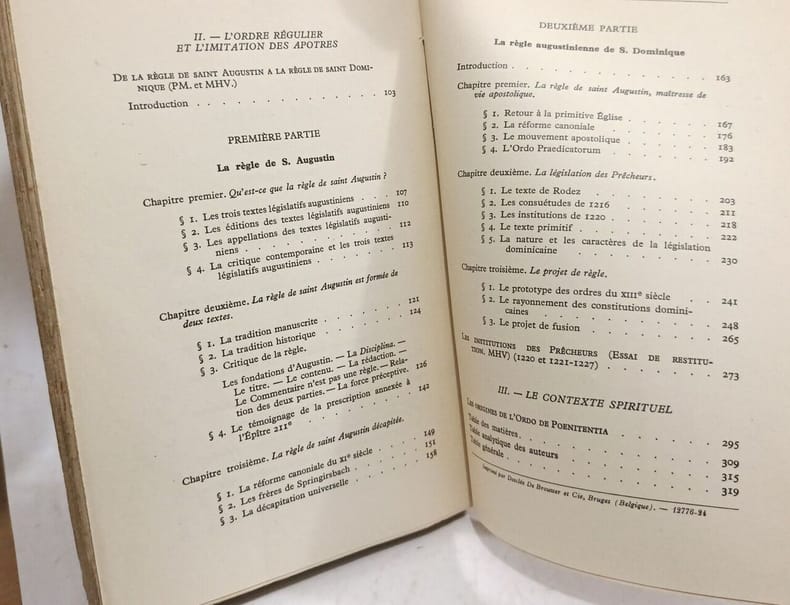 II. — L'ORDRE RÉGULIER
ET L'IMITATION DES APOTRES
DE LA RÈGLE DE SAINT AUGUSTIN A LA RÈGLE DE SAINT DOMI-
NIQUE (PM. et MHV.)
Introduction . . . . . . . . . . . . . 103
PREMIÈRE PARTIE
La règle de S. Augustin
Chapitre premier. Qu'est-ce que la règle de saint Augustin ?
§ 1. Les trois textes législatifs augustiniens . . . 107
§ 2. Les éditions des textes législatifs augustiniens 110
§ 3. Les appellations des textes législatifs augusti-
niens . . . . . . . . . . . . 112
§ 4. La critique contemporaine et les trois textes
législatifs augustiniens . . . . . . . 113
Chapitre deuxième. La règle de saint Augustin est formée de
deux textes.
§ 1. La tradition manuscrite . . . . . . . 121
§ 2. La tradition historique . . . . . . . 124
§ 3. Critique de la règle.
Les fondations d'Augustin. — La Disciplina. —
Le titre. — Le contenu. — La rédaction. —
Le Commentaire n'est pas une règle. — Rela-
tion des deux parties. — La force préceptive. 126
§ 4. Le témoignage de la prescription annexée à
l'Épître 211e . . . . . . . . . 142
Chapitre troisième. La règle de saint Augustin décapitée.
§ 1. La réforme canoniale du XIe siècle . . . . 149
§ 2. Les frères de Springirsbach . . . . . 151
§ 3. La décapitation universelle . . . . . . 158
DEUXIÈME PARTIE
La règle augustinienne de S. Dominique
Introduction . . . . . . . . . . . . . 163
Chapitre premier. La règle de saint Augustin, maîtresse de
vie apostolique.
§ 1. Retour à la primitive Église . . . . . . 167
§ 2. La réforme canoniale . . . . . . . 176
§ 3. Le mouvement apostolique . . . . . . 183
§ 4. L'Ordo Praedicatorum . . . . . . . 192
Chapitre deuxième. La législation des Prêcheurs.
§ 1. Le texte de Rodez . . . . . . . . 203
§ 2. Les consuétudes de 1216 . . . . . . 211
§ 3. Les institutions de 1220 . . . . . . 218
§ 4. Le texte primitif . . . . . . . . 222
§ 5. La nature et les caractères de la législation
dominicaine . . . . . . . . . . 230
Chapitre troisième. Le projet de règle.
§ 1. Le prototype des ordres du XIIIe siècle . . 241
§ 2. Le rayonnement des constitutions domini-
caines . . . . . . . . . . . 248
§ 3. Le projet de fusion . . . . . . . . 265
LES INSTITUTIONS DES PRÊCHEURS (ESSAI DE RESTITU-
TION, MHV) (1220 et 1221-1227) . . . . . . . 273
III. — LE CONTEXTE SPIRITUEL
LES ORIGINES DE L'ORDO DE POENITENTIA . . . . . . 295
Table des matières . . . . . . . . . . . 309
Table analytique des auteurs . . . . . . . . 315
Table générale . . . . . . . . . . . . 319
Imprimé par Desclée De Brouwer et Cie, Bruges (Belgique). — 12776-24